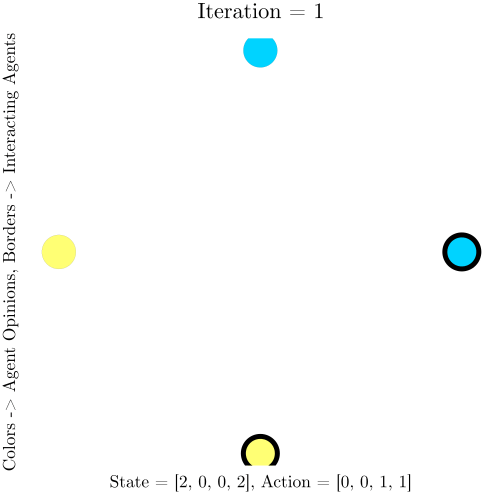 Iteration = 1
Colors -> Agent Opinions, Borders -> Interacting Agents
State = [2, 0, 0, 2], Action = [0, 0, 1, 1]